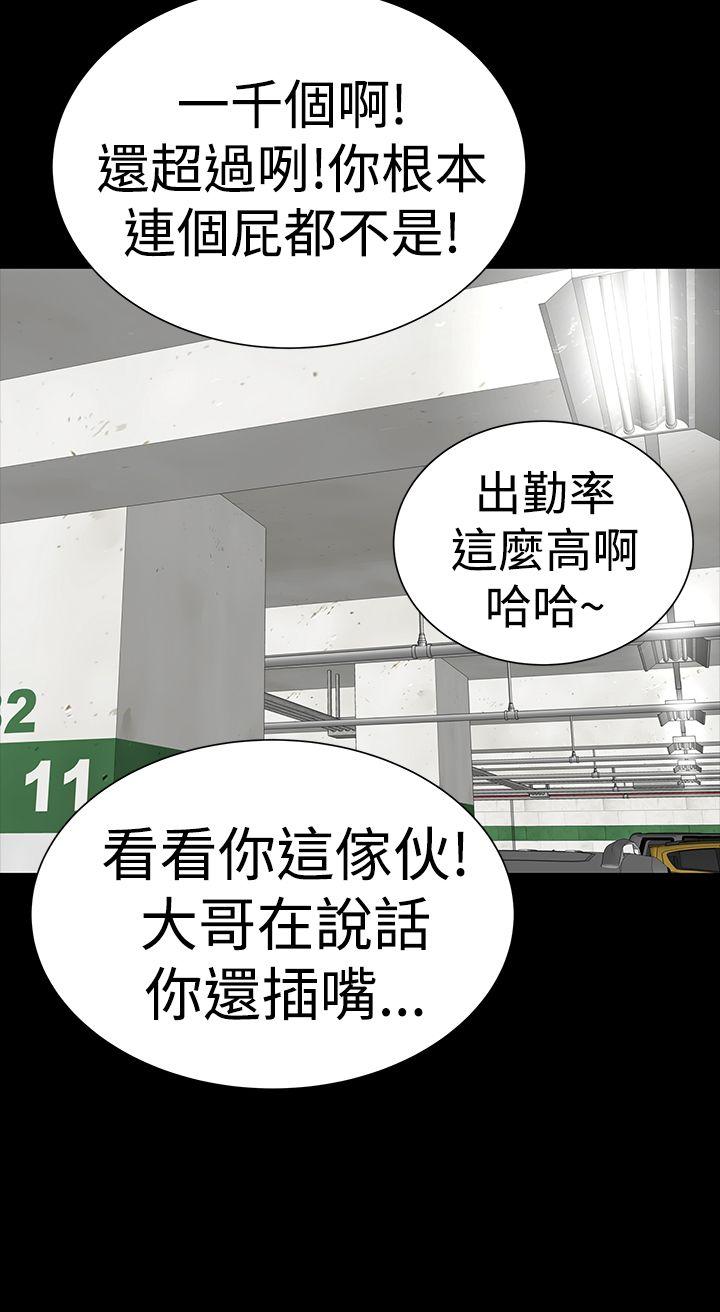 一千個啊!
還超過咧!你根本
連個屁都不是!
出勤率
這麼高啊
哈哈~
32
11
看看你這傢伙!
大哥在說話
你還插嘴...